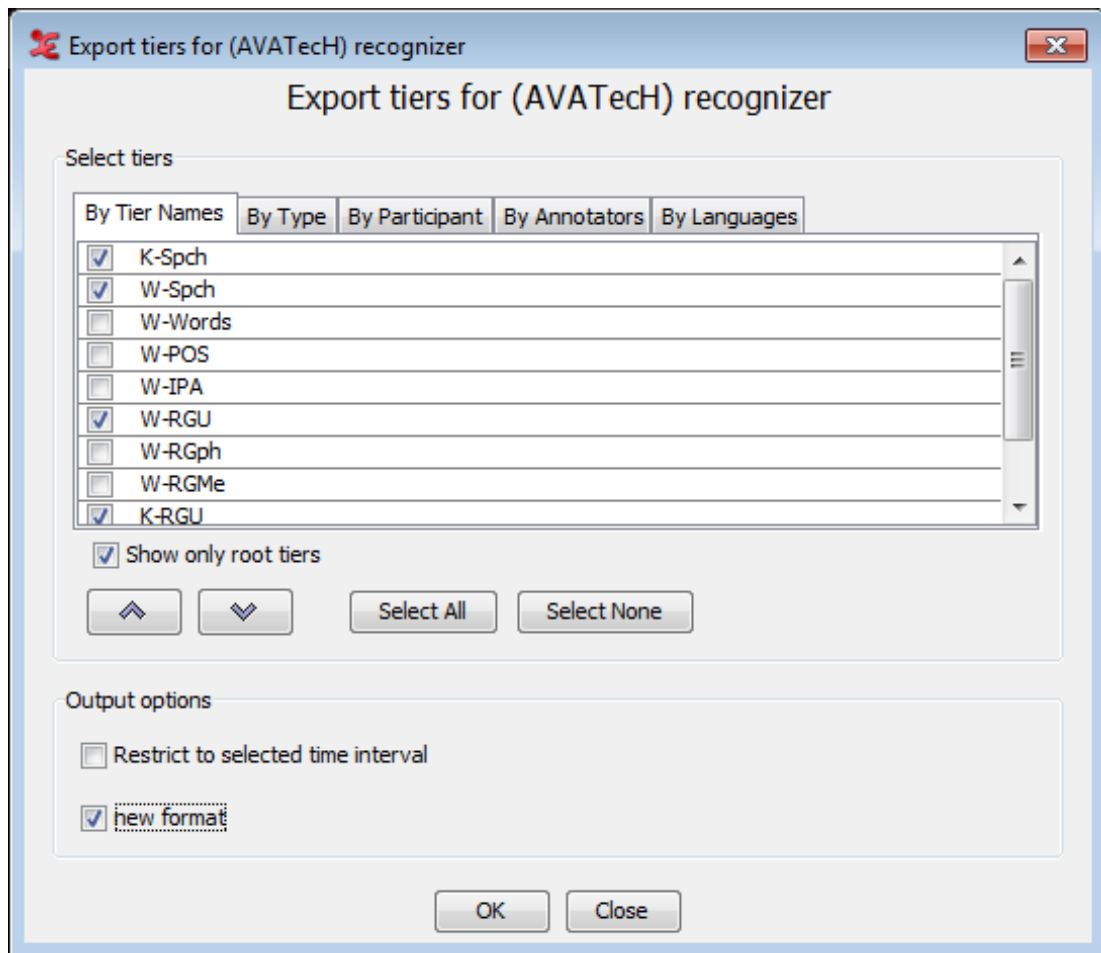 Export tiers for (AVATecH) recognizer
Export tiers for (AVATecH) recognizer
Select tiers
By Tier Names By Type By Participant By Annotators By Languages
K-Spch
W-Spch
W-Words
W-POS
W-IPA
W-RGU
W-RGph
W-RGMe
K-RGU
Show only root tiers
Select All Select None
Output options
Restrict to selected time interval
new format
OK Close